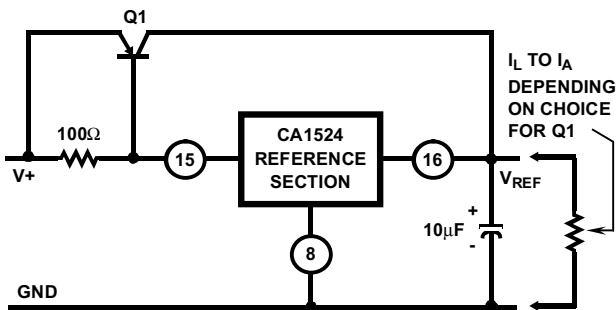 Q1
I_L TO I_A
DEPENDING
ON CHOICE
FOR Q1
100Ω
V+
15
CA1524
REFERENCE
SECTION
16
V_REF
+
10µF
-
8
GND